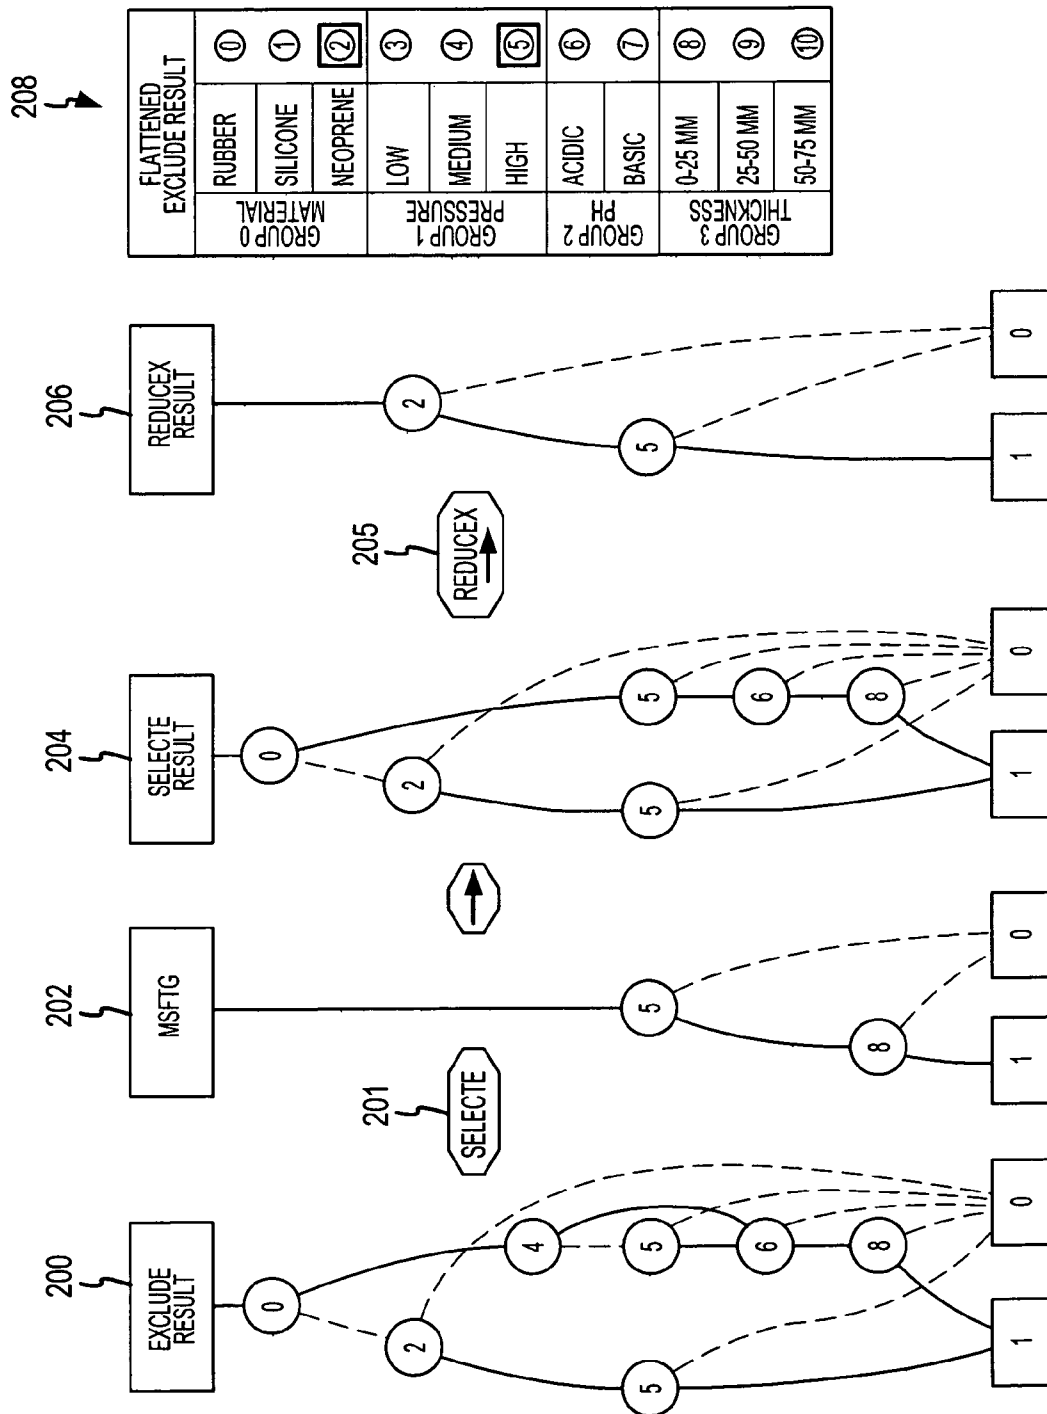 200
EXCLUDE
RESULT
0
2
4
5
5
6
8
1
0
201
SELECTE
202
MSFTG
5
8
1
0
204
SELECTE
RESULT
0
2
5
5
6
8
1
0
205
REDUCEX
206
REDUCEX
RESULT
2
5
1
0
208
FLATTENED
EXCLUDE RESULT
GROUP 0
MATERIAL
RUBBER 0
SILICONE 1
NEOPRENE 2
GROUP 1
PRESSURE
LOW 3
MEDIUM 4
HIGH 5
GROUP 2
PH
ACIDIC 6
BASIC 7
GROUP 3
THICKNESS
0-25 MM 8
25-50 MM 9
50-75 MM 10